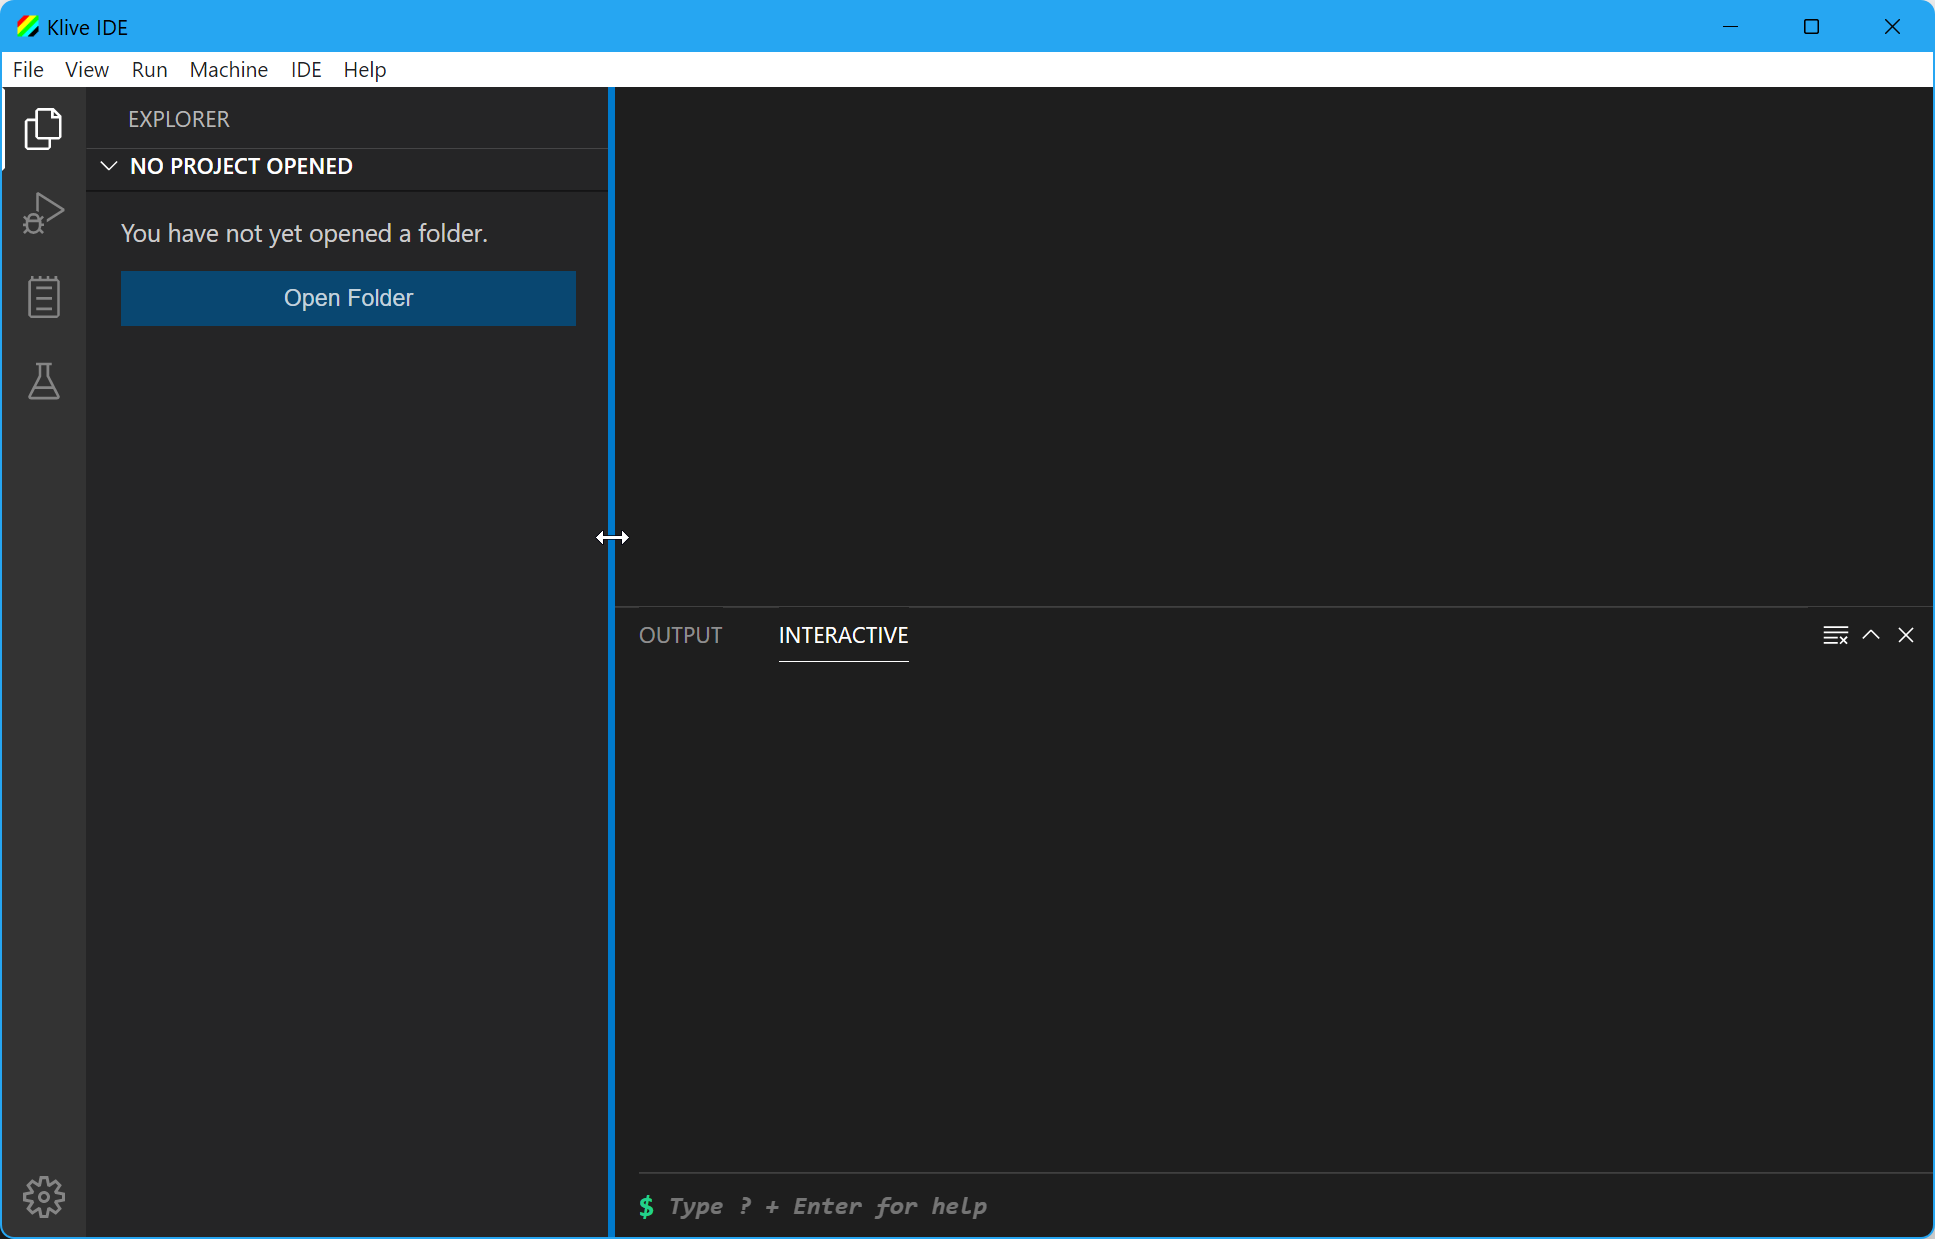 Klive IDE
File View Run Machine IDE Help
EXPLORER
NO PROJECT OPENED
You have not yet opened a folder.
Open Folder
OUTPUT INTERACTIVE
$ Type ? + Enter for help